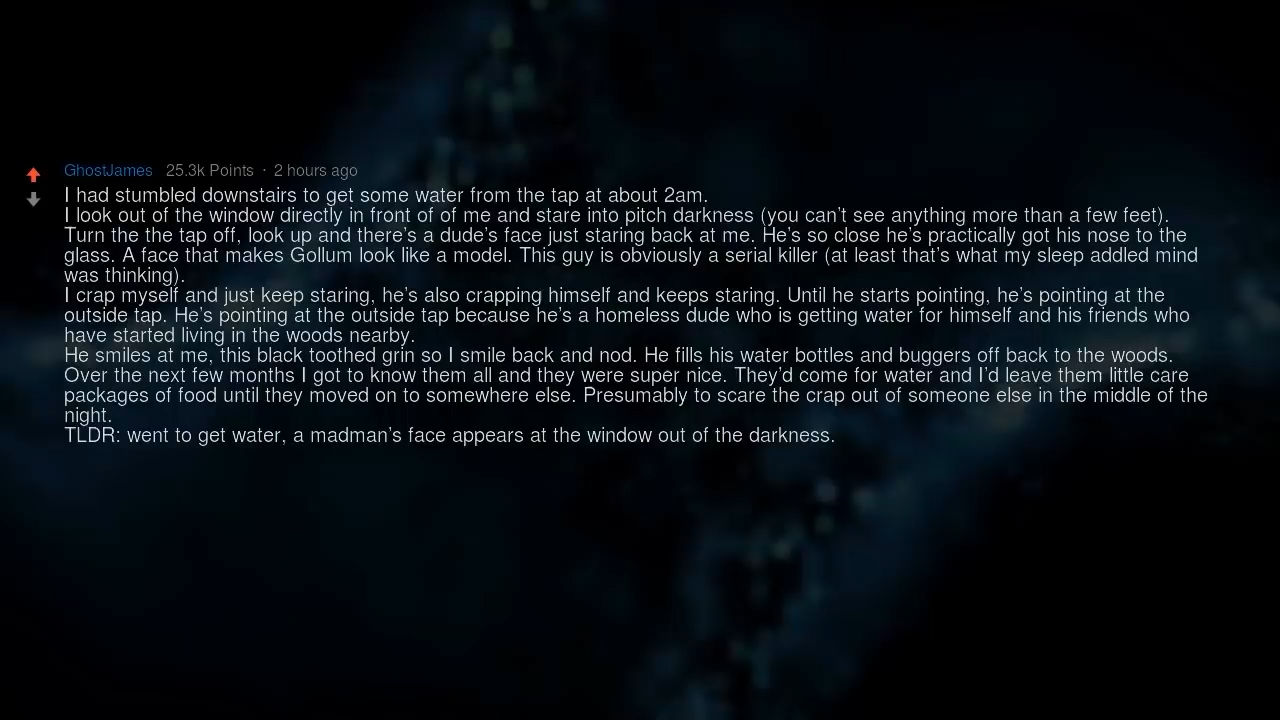 GhostJames 25.3k Points · 2 hours ago
I had stumbled downstairs to get some water from the tap at about 2am.
I look out of the window directly in front of of me and stare into pitch darkness (you can't see anything more than a few feet).
Turn the the tap off, look up and there's a dude's face just staring back at me. He's so close he's practically got his nose to the
glass. A face that makes Gollum look like a model. This guy is obviously a serial killer (at least that's what my sleep addled mind
was thinking).
I crap myself and just keep staring, he's also crapping himself and keeps staring. Until he starts pointing, he's pointing at the
outside tap. He's pointing at the outside tap because he's a homeless dude who is getting water for himself and his friends who
have started living in the woods nearby.
He smiles at me, this black toothed grin so I smile back and nod. He fills his water bottles and buggers off back to the woods.
Over the next few months I got to know them all and they were super nice. They'd come for water and I'd leave them little care
packages of food until they moved on to somewhere else. Presumably to scare the crap out of someone else in the middle of the
night.
TLDR: went to get water, a madman's face appears at the window out of the darkness.